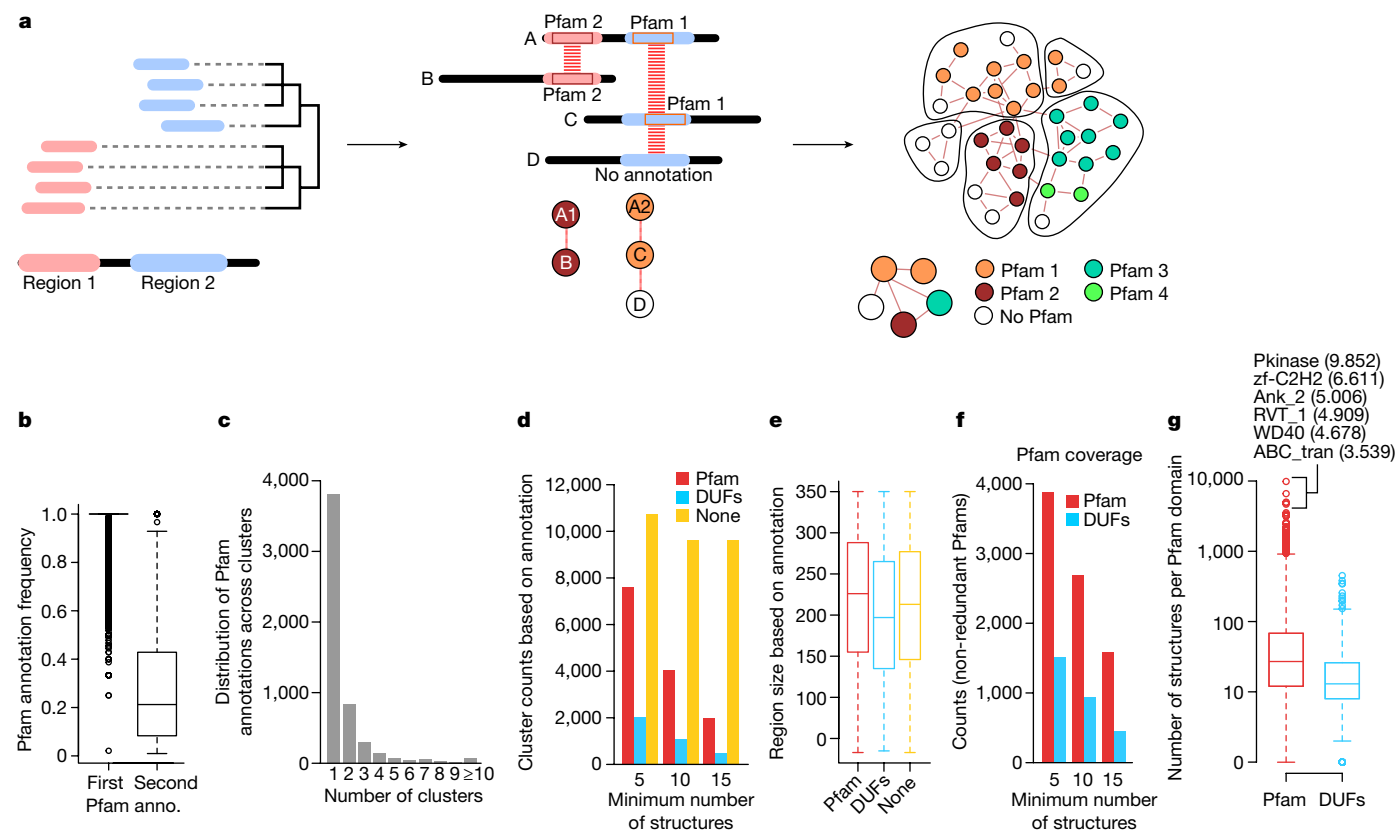 a
Region 1
Region 2
Pfam 2
Pfam 1
A
B
Pfam 2
Pfam 1
C
D
No annotation
A1
A2
B
C
D
Pfam 1
Pfam 2
No Pfam
Pfam 3
Pfam 4
b
Pfam annotation frequency
1.0
0.8
0.6
0.4
0.2
0
First
Second
Pfam anno.
c
Distribution of Pfam
annotations across clusters
4,000
3,000
2,000
1,000
0
1 2 3 4 5 6 7 8 9 ≥10
Number of clusters
d
Cluster counts based on annotation
12,000
10,000
8,000
6,000
4,000
2,000
0
Pfam
DUFs
None
5 10 15
Minimum number
of structures
e
Region size based on annotation
350
300
250
200
150
100
50
0
Pfam
DUFs
None
f
Pfam coverage
Counts (non-redundant Pfams)
4,000
3,000
2,000
1,000
0
Pfam
DUFs
5 10 15
Minimum number
of structures
g
Pkinase (9.852)
zf-C2H2 (6.611)
Ank_2 (5.006)
RVT_1 (4.909)
WD40 (4.678)
ABC_tran (3.539)
Number of structures per Pfam domain
10,000
1,000
100
10
0
Pfam
DUFs